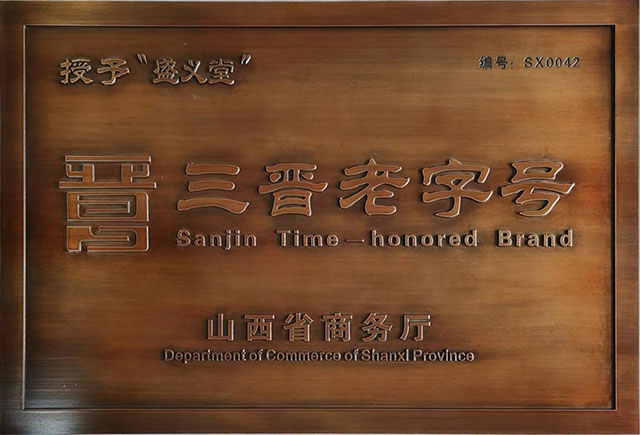 授予“盛义堂”
编号：SX0042
三晋老字号
Sanjin Time—honored Brand
山西省商务厅
Department of Commerce of Shanxi Province